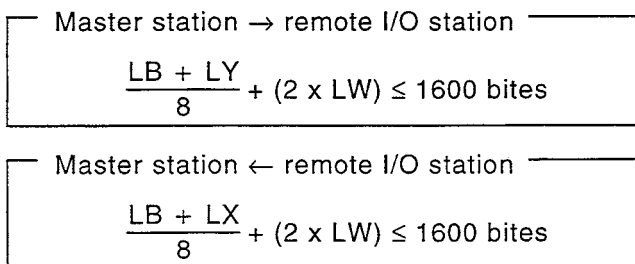 Master station → remote I/O station
LB + LY
8
+ (2 x LW) ≤ 1600 bites
Master station ← remote I/O station
LB + LX
8
+ (2 x LW) ≤ 1600 bites